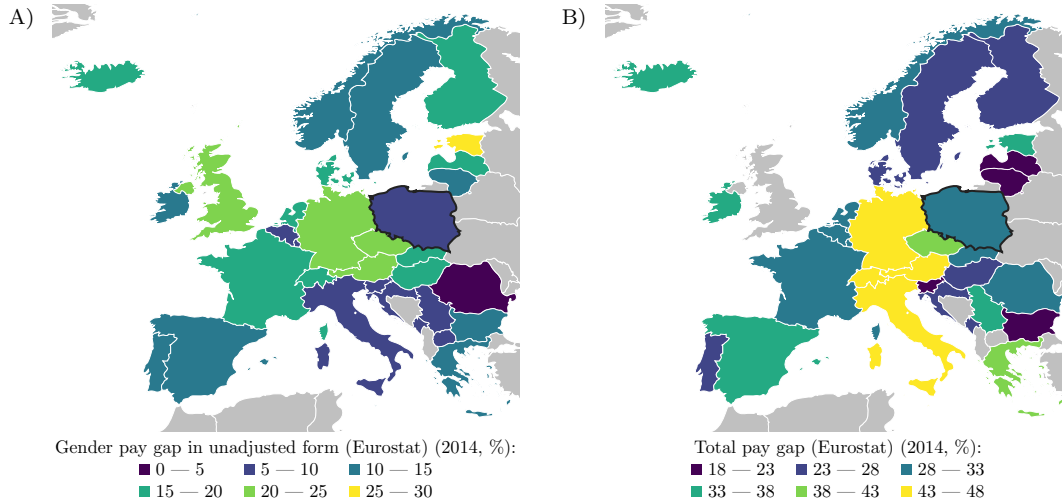 A)
B)
Gender pay gap in unadjusted form (Eurostat) (2014, %):
0 — 5
5 — 10
10 — 15
15 — 20
20 — 25
25 — 30
Total pay gap (Eurostat) (2014, %):
18 — 23
23 — 28
28 — 33
33 — 38
38 — 43
43 — 48